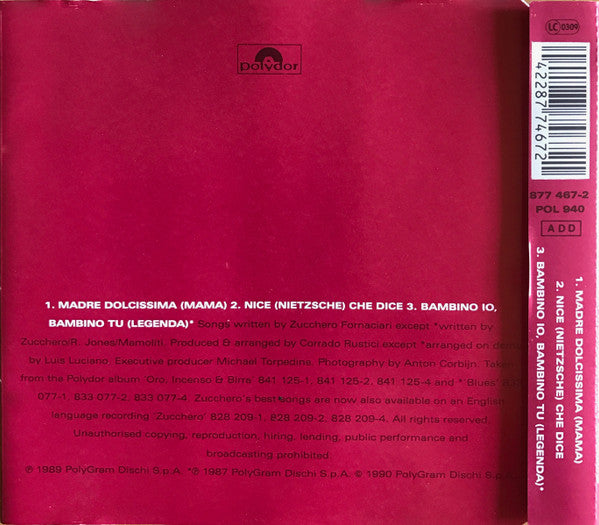 polydor
1. MADRE DOLCISSIMA (MAMA) 2. NICE (NIETZSCHE) CHE DICE 3. BAMBINO IO,
BAMBINO TU (LEGENDA)* Songs written by Zucchero Fornaciari except *written by
Zucchero/R. Jones/Mamoliti. Produced & arranged by Corrado Rustici except *arranged on demo
by Luis Luciano. Executive producer Michael Torpedine. Photography by Anton Corbijn. Taken
from the Polydor album 'Oro, Incenso & Birra' 841 125-1, 841 125-2, 841 125-4 and *'Blues' 833
077-1, 833 077-2, 833 077-4. Zucchero's best songs are now also available on an English
language recording 'Zucchero' 828 209-1, 828 209-2, 828 209-4. All rights reserved.
Unauthorised copying, reproduction, hiring, lending, public performance and
broadcasting prohibited.
℗ 1989 PolyGram Dischi S.p.A. *℗ 1987 PolyGram Dischi S.p.A. © 1990 PolyGram Dischi S.p.A.
LC 0309
42287 74672
877 467-2
POL 940
ADD
1. MADRE DOLCISSIMA (MAMA)
2. NICE (NIETZSCHE) CHE DICE
3. BAMBINO IO, BAMBINO TU (LEGENDA)*